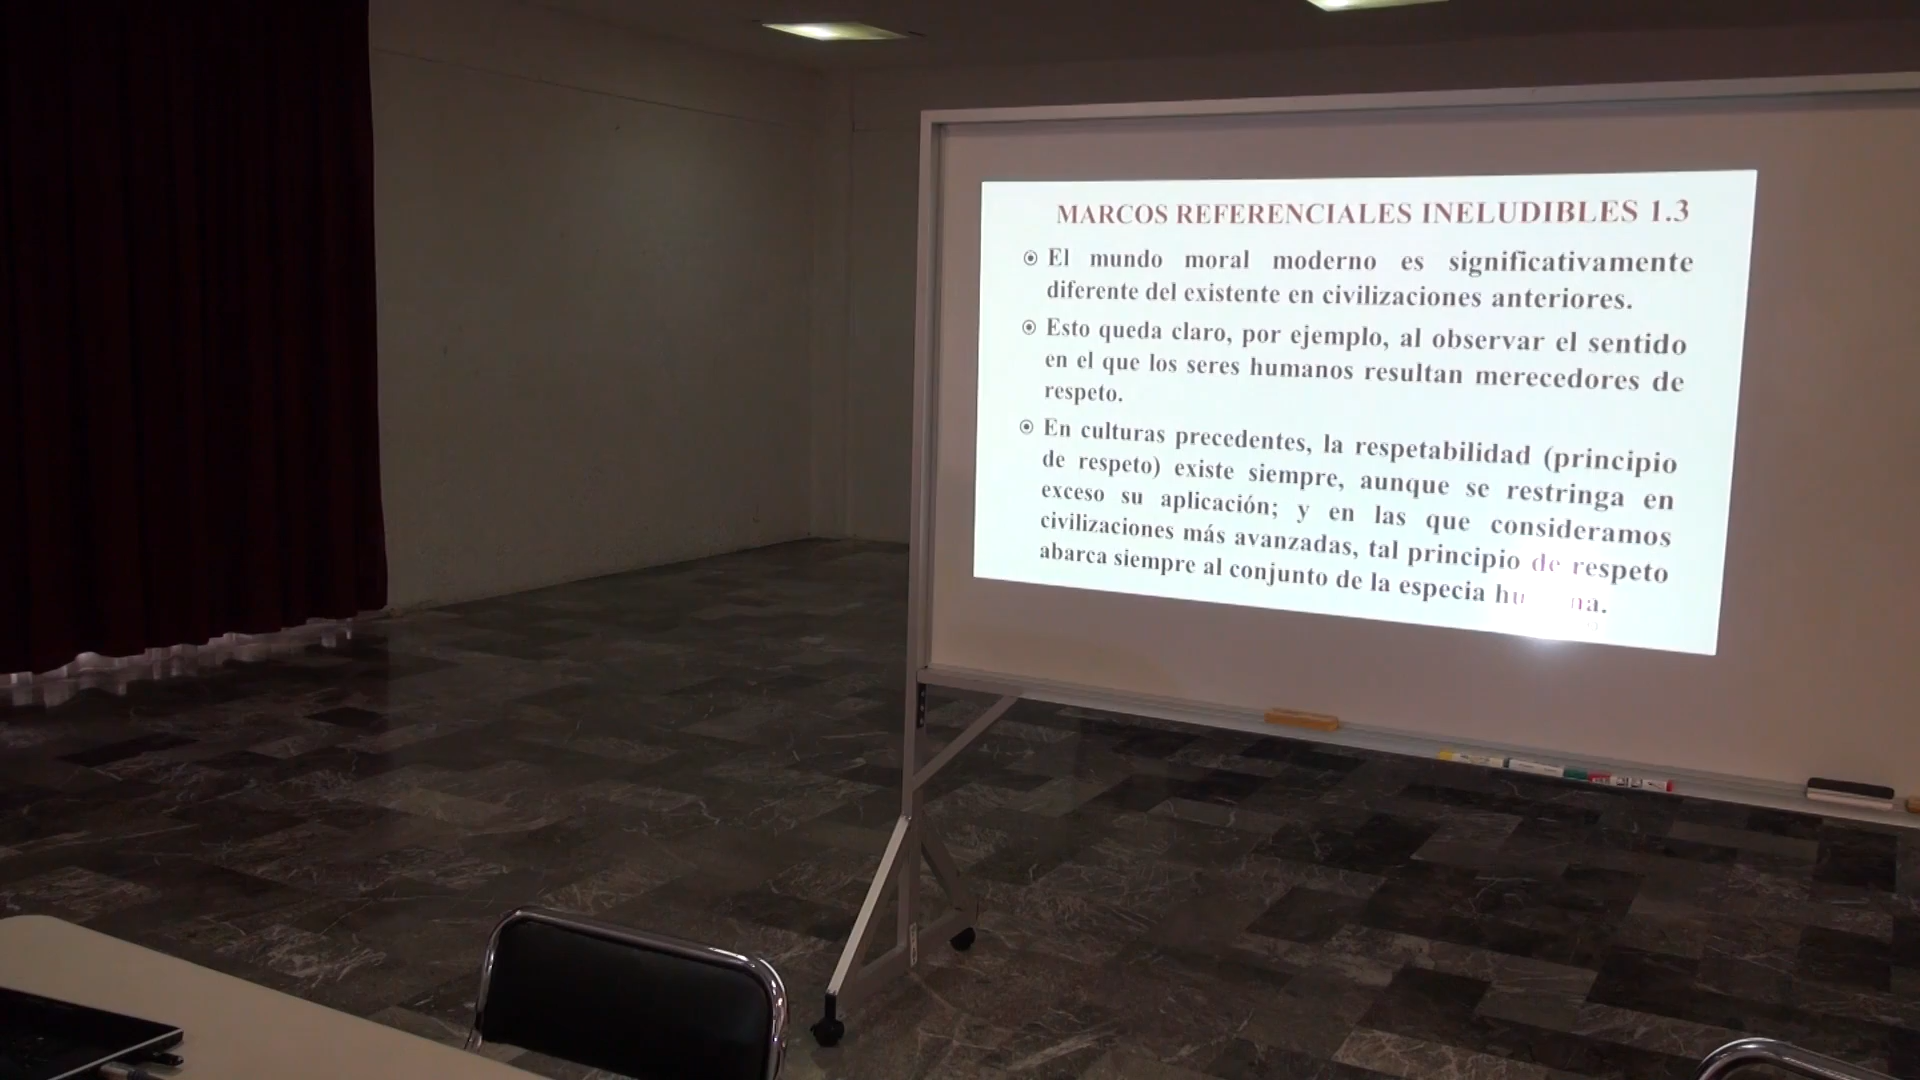 MARCOS REFERENCIALES INELUDIBLES 1.3
El mundo moral moderno es significativamente
diferente del existente en civilizaciones anteriores.
Esto queda claro, por ejemplo, al observar el sentido
en el que los seres humanos resultan merecedores de
respeto.
En culturas precedentes, la respetabilidad (principio
de respeto) existe siempre, aunque se restringa en
exceso su aplicación; y en las que consideramos
civilizaciones más avanzadas, tal principio de respeto
abarca siempre al conjunto de la especia